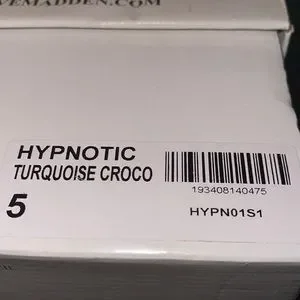 VEMADDEN.COM
HYPNOTIC
TURQUOISE CROCO
193408140475
5
HYPN01S1